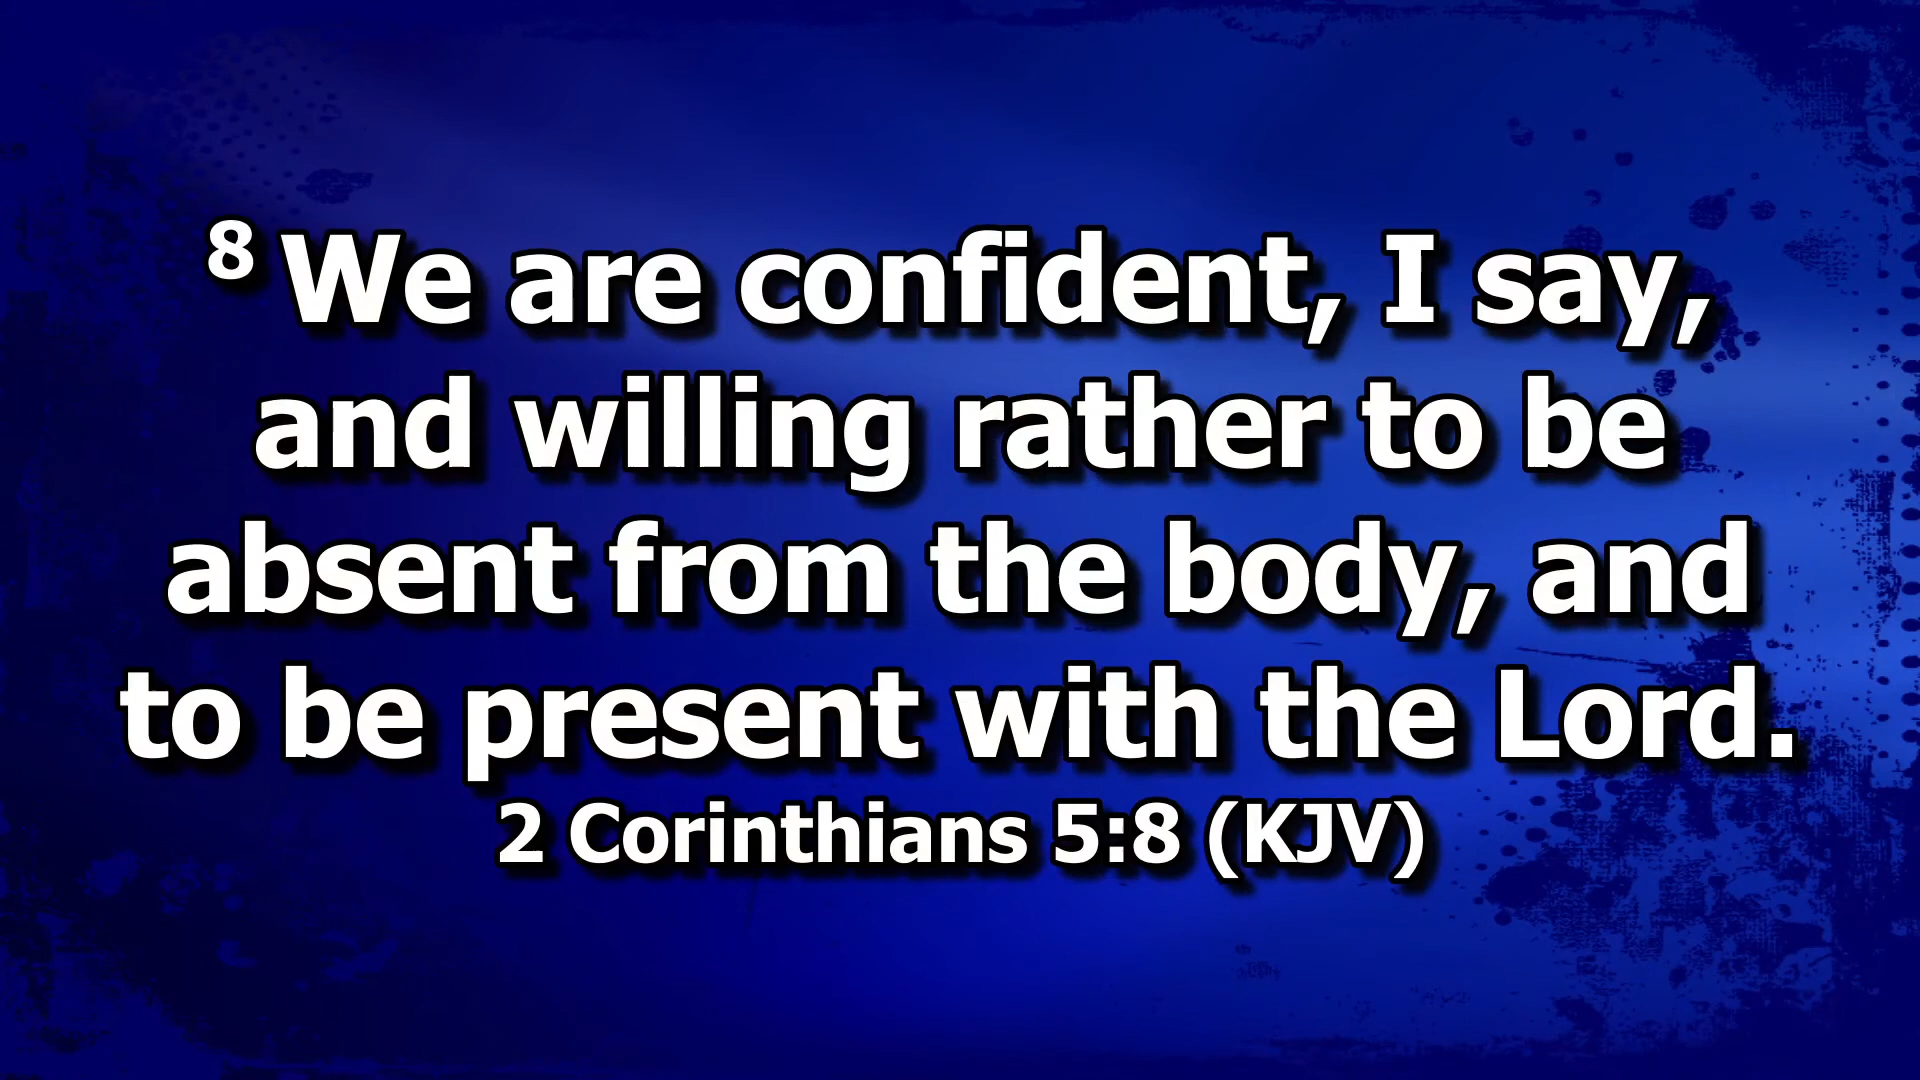 8 We are confident, I say,
and willing rather to be
absent from the body, and
to be present with the Lord.
2 Corinthians 5:8 (KJV)